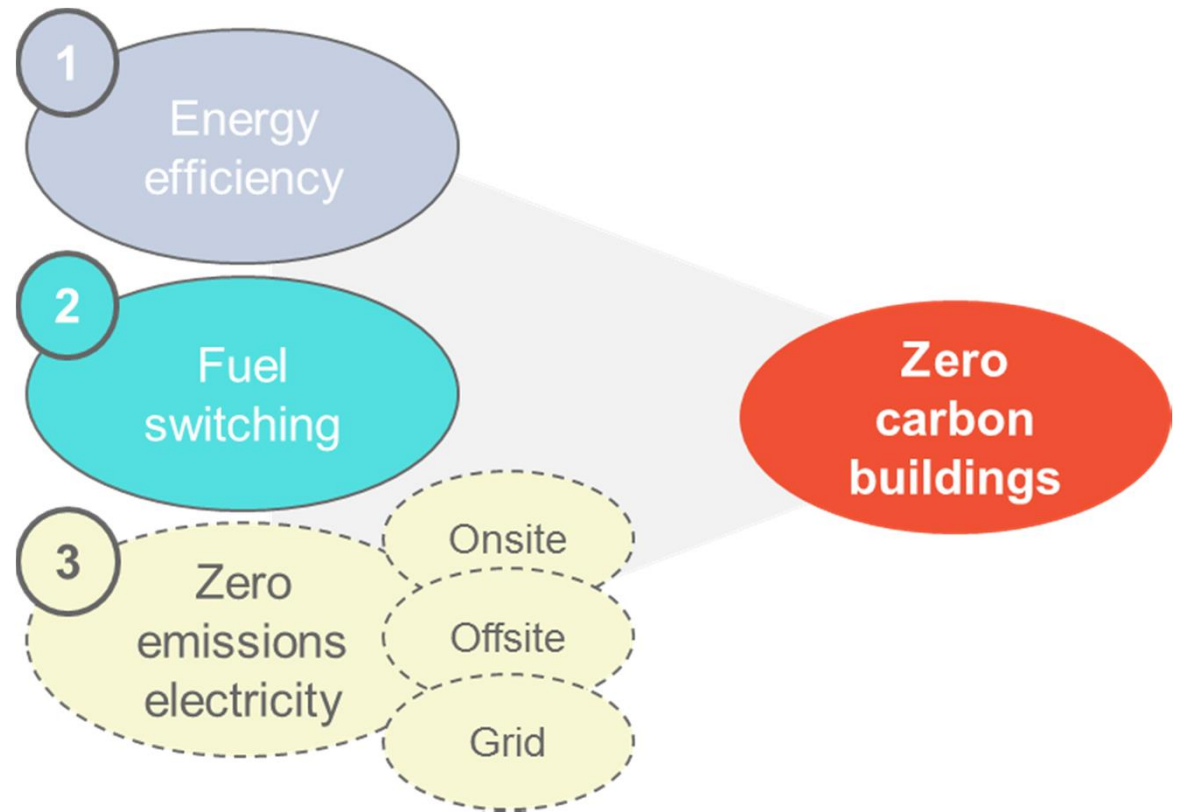 1
Energy
efficiency
2
Fuel
switching
3
Zero
emissions
electricity
Onsite
Offsite
Grid
Zero
carbon
buildings